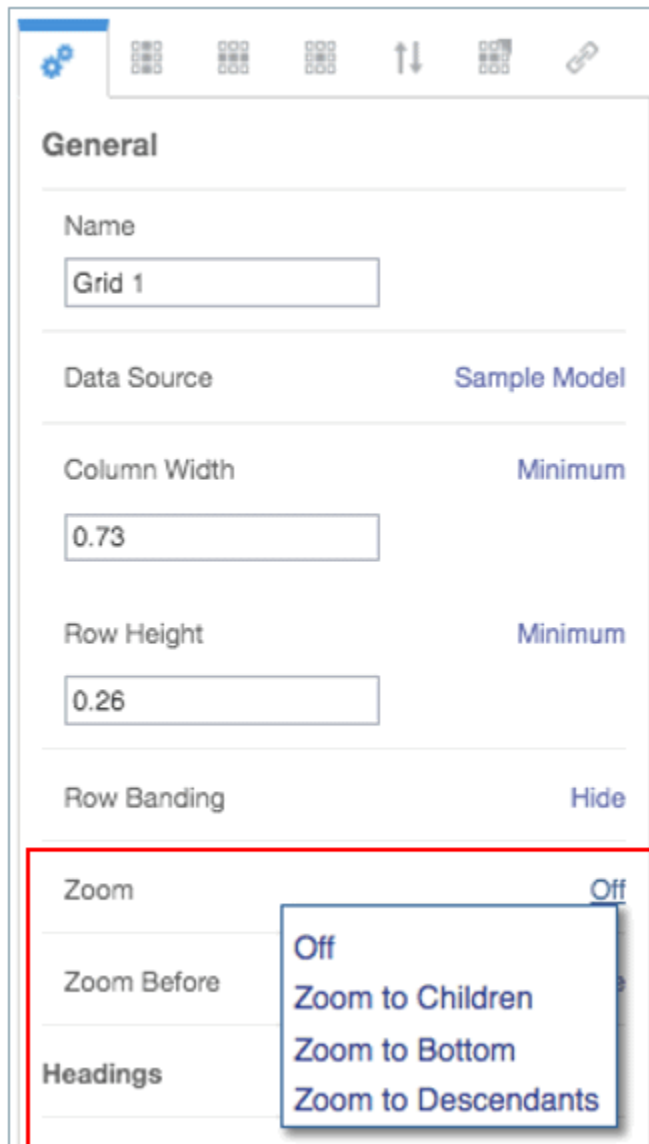 General
Name
Grid 1
Data Source Sample Model
Column Width Minimum
0.73
Row Height Minimum
0.26
Row Banding Hide
Zoom Off
Off
Zoom Before
Zoom to Children
Zoom to Bottom
Headings
Zoom to Descendants